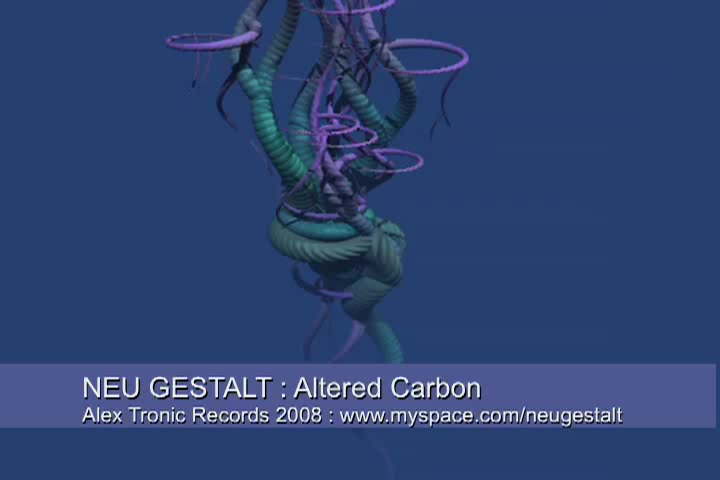 NEU GESTALT : Altered Carbon
Alex Tronic Records 2008 : www.myspace.com/neugestalt